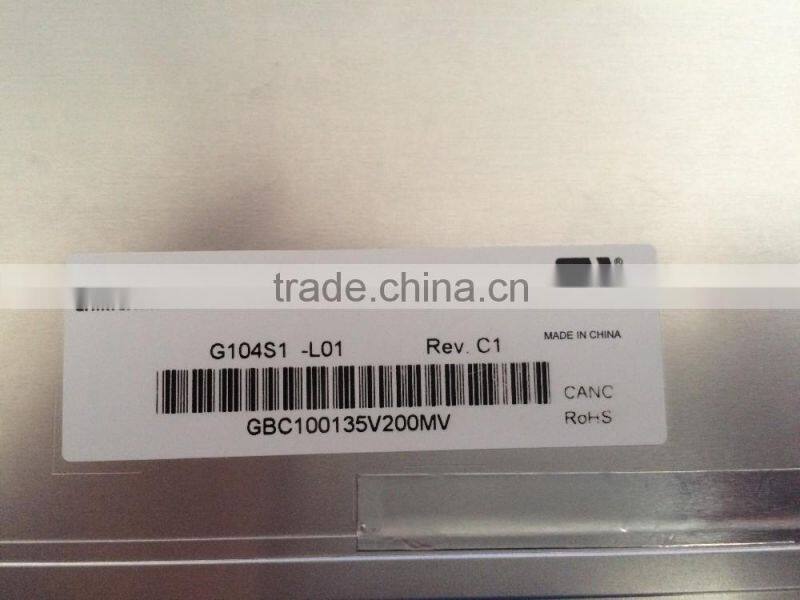 trade.china.cn
®
MADE IN CHINA
G104S1 -L01 Rev. C1
CANC
GBC100135V200MV
RoHS